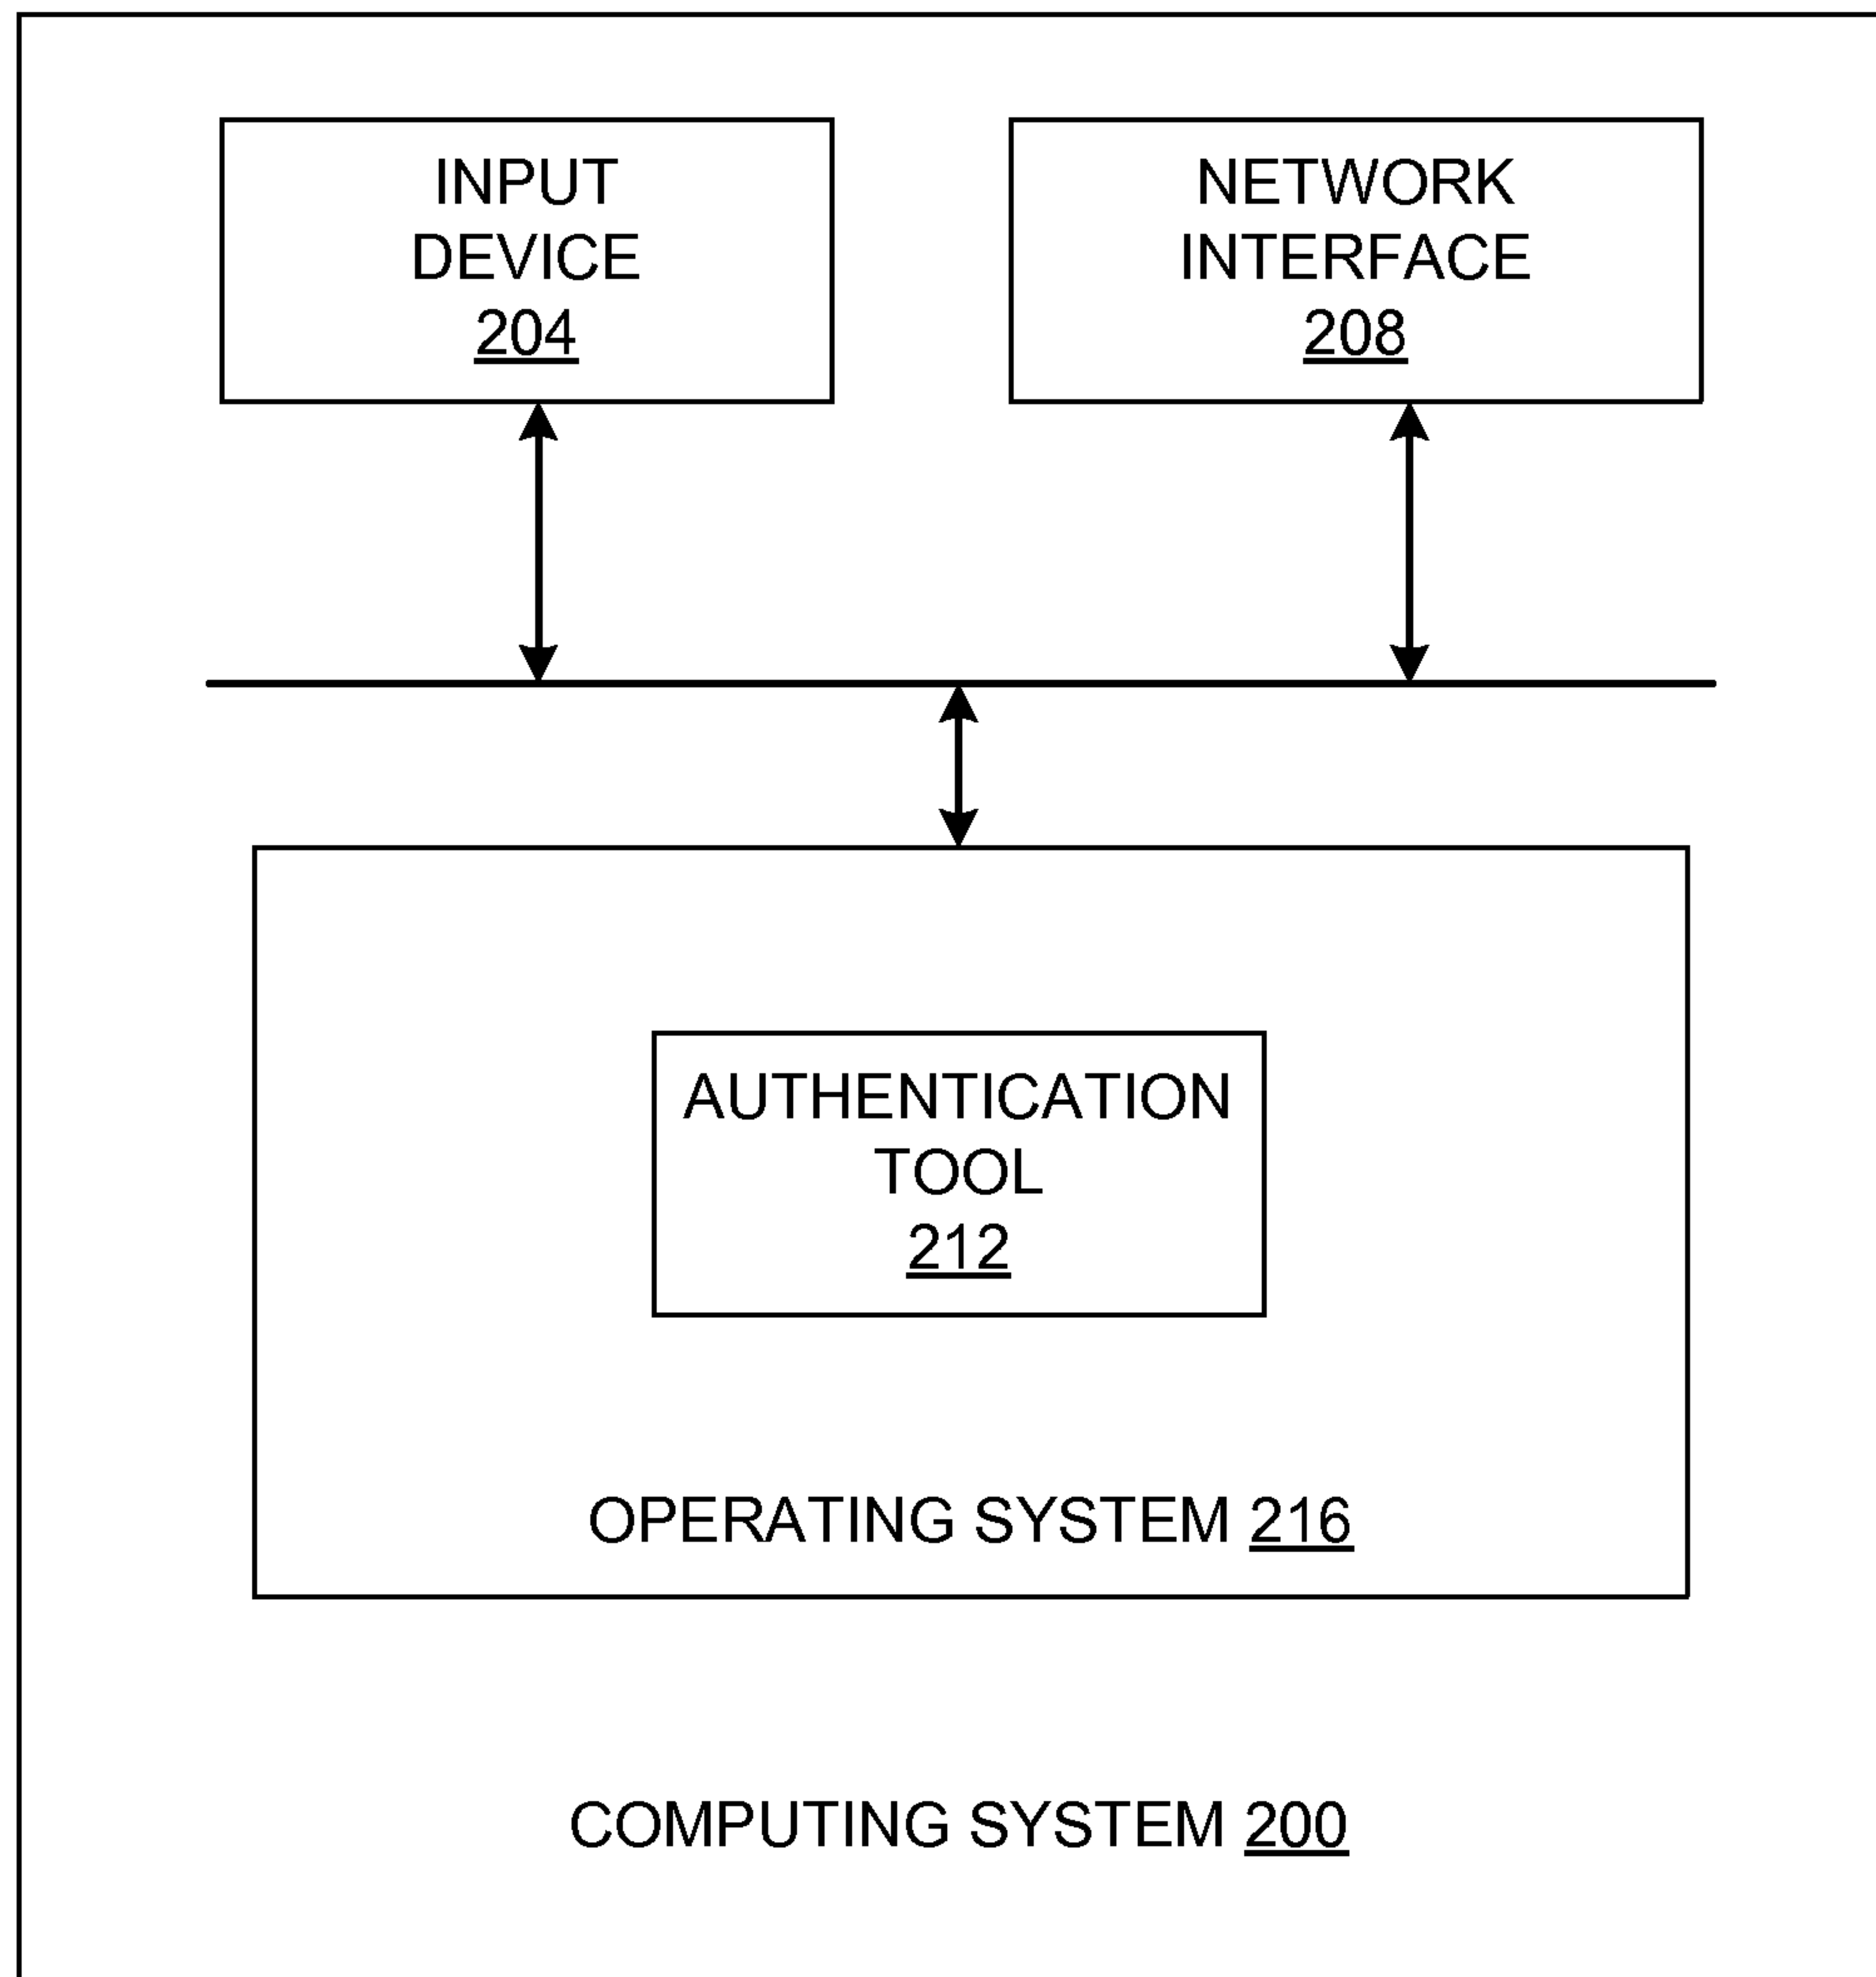 INPUT
DEVICE
204
NETWORK
INTERFACE
208
AUTHENTICATION
TOOL
212
OPERATING SYSTEM 216
COMPUTING SYSTEM 200